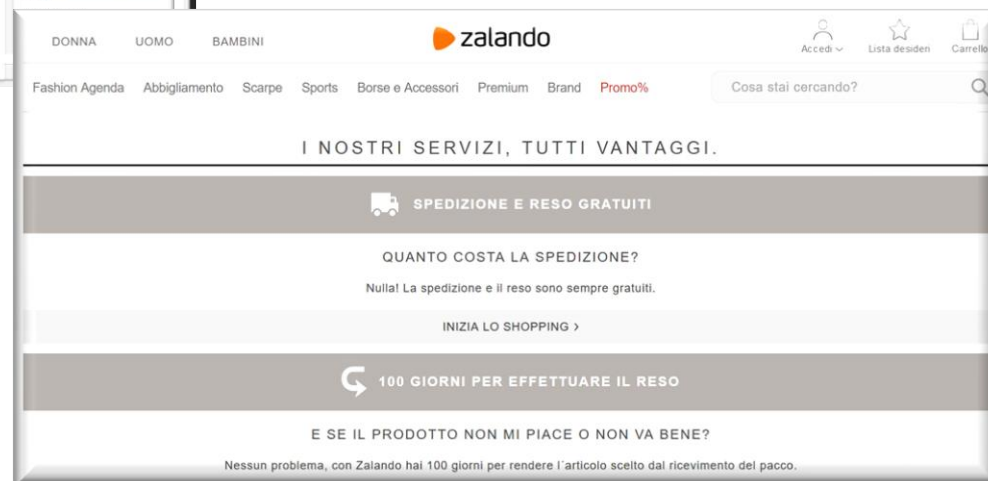 DONNA UOMO BAMBINI zalando Accedi Lista desideri Carrello
Fashion Agenda Abbigliamento Scarpe Sports Borse e Accessori Premium Brand Promo% Cosa stai cercando?
I NOSTRI SERVIZI, TUTTI VANTAGGI.
SPEDIZIONE E RESO GRATUITI
QUANTO COSTA LA SPEDIZIONE?
Nulla! La spedizione e il reso sono sempre gratuiti.
INIZIA LO SHOPPING >
100 GIORNI PER EFFETTUARE IL RESO
E SE IL PRODOTTO NON MI PIACE O NON VA BENE?
Nessun problema, con Zalando hai 100 giorni per rendere l´articolo scelto dal ricevimento del pacco.